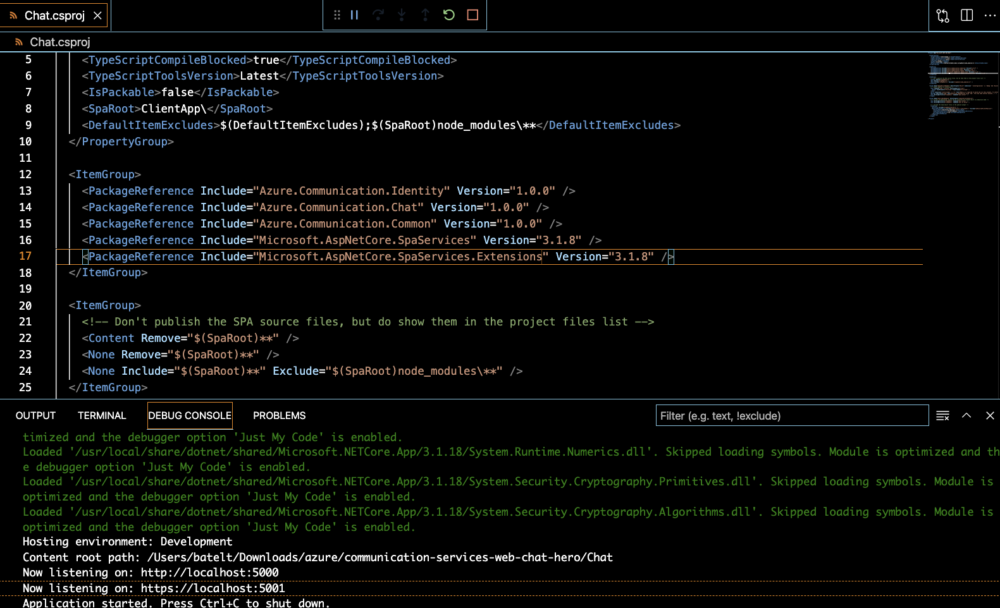 Chat.csproj
Chat.csproj
5 <TypeScriptCompileBlocked>true</TypeScriptCompileBlocked>
6 <TypeScriptToolsVersion>Latest</TypeScriptToolsVersion>
7 <IsPackable>false</IsPackable>
8 <SpaRoot>ClientApp\</SpaRoot>
9 <DefaultItemExcludes>$(DefaultItemExcludes);$(SpaRoot)node_modules\**</DefaultItemExcludes>
10 </PropertyGroup>
11
12 <ItemGroup>
13 <PackageReference Include="Azure.Communication.Identity" Version="1.0.0" />
14 <PackageReference Include="Azure.Communication.Chat" Version="1.0.0" />
15 <PackageReference Include="Azure.Communication.Common" Version="1.0.0" />
16 <PackageReference Include="Microsoft.AspNetCore.SpaServices" Version="3.1.8" />
17 <PackageReference Include="Microsoft.AspNetCore.SpaServices.Extensions" Version="3.1.8" />
18 </ItemGroup>
19
20 <ItemGroup>
21 <!-- Don't publish the SPA source files, but do show them in the project files list -->
22 <Content Remove="$(SpaRoot)**" />
23 <None Remove="$(SpaRoot)**" />
24 <None Include="$(SpaRoot)**" Exclude="$(SpaRoot)node_modules\**" />
25 </ItemGroup>
OUTPUT TERMINAL DEBUG CONSOLE PROBLEMS Filter (e.g. text, !exclude)
timized and the debugger option 'Just My Code' is enabled.
Loaded '/usr/local/share/dotnet/shared/Microsoft.NETCore.App/3.1.18/System.Runtime.Numerics.dll'. Skipped loading symbols. Module is optimized and th
e debugger option 'Just My Code' is enabled.
Loaded '/usr/local/share/dotnet/shared/Microsoft.NETCore.App/3.1.18/System.Security.Cryptography.Primitives.dll'. Skipped loading symbols. Module is
optimized and the debugger option 'Just My Code' is enabled.
Loaded '/usr/local/share/dotnet/shared/Microsoft.NETCore.App/3.1.18/System.Security.Cryptography.Algorithms.dll'. Skipped loading symbols. Module is
optimized and the debugger option 'Just My Code' is enabled.
Hosting environment: Development
Content root path: /Users/batelt/Downloads/azure/communication-services-web-chat-hero/Chat
Now listening on: http://localhost:5000
Now listening on: https://localhost:5001
Application started. Press Ctrl+C to shut down.